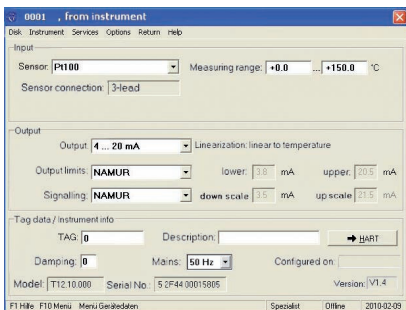 0001 , from instrument
Disk Instrument Services Options Return Help
Input
Sensor: Pt100 Measuring range: +0.0 ... +150.0 °C
Sensor connection: 3-lead
Output
Output: 4 ... 20 mA Linearization: linear to temperature
Output limits: NAMUR lower: 3.8 mA upper: 20.5 mA
Signalling: NAMUR down scale 3.5 mA up scale 21.5 mA
Tag data / Instrument info
TAG: 0 Description: ➔ HART
Damping: 0 Mains: 50 Hz Configured on:
Model: T12.10.000 Serial No.: 5 2F44 00015805 Version: V1.4
F1 Hilfe F10 Menü Menü Gerätedaten Spezialist Offline 2010-02-09